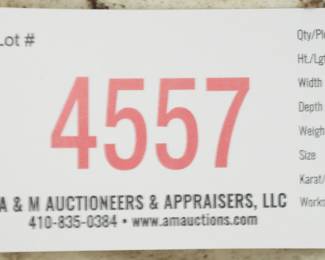 Lot #
4557
A & M AUCTIONEERS & APPRAISERS, LLC
410-835-0384 • www.amauctions.com
Qty/
Ht./Lgt
Width
Depth
Weigh
Size
Karat/
Works